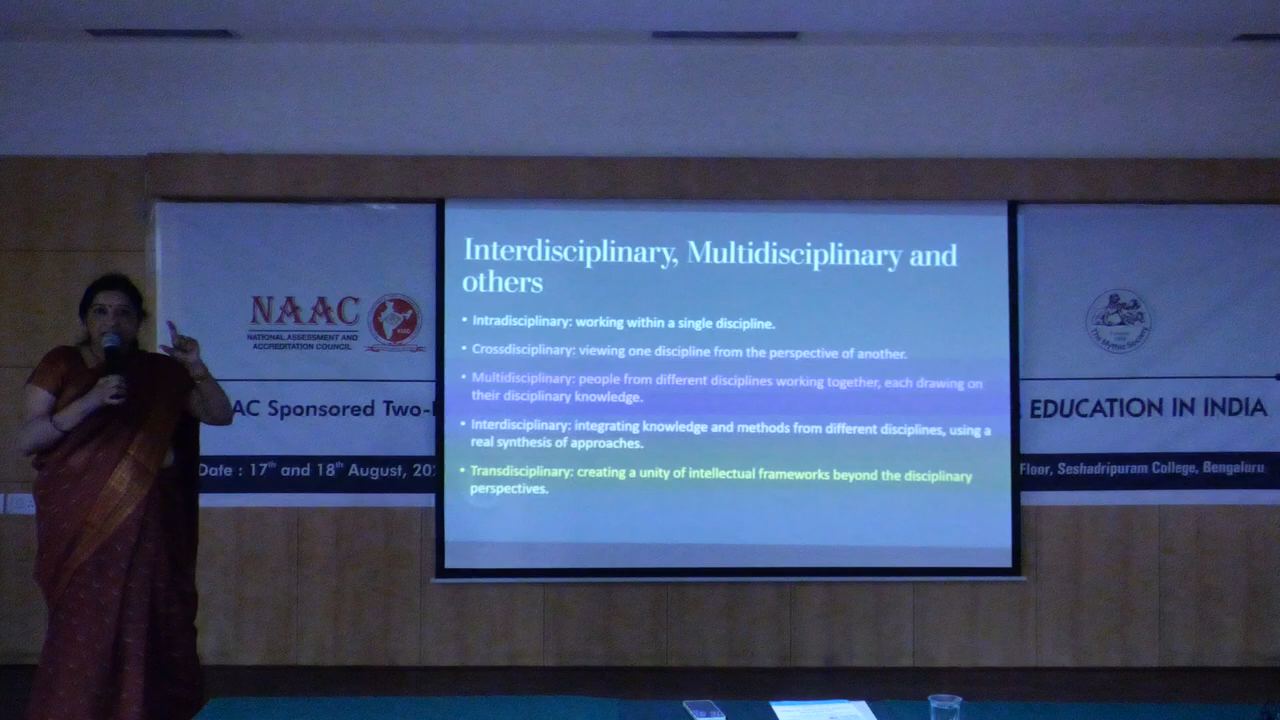 Interdisciplinary, Multidisciplinary and
others
• Intradisciplinary: working within a single discipline.
• Crossdisciplinary: viewing one discipline from the perspective of another.
• Multidisciplinary: people from different disciplines working together, each drawing on
their disciplinary knowledge.
• Interdisciplinary: integrating knowledge and methods from different disciplines, using a
real synthesis of approaches.
• Transdisciplinary: creating a unity of intellectual frameworks beyond the disciplinary
perspectives.
NAAC
NATIONAL ASSESSMENT AND
ACCREDITATION COUNCIL
The Mythic Society
AC Sponsored Two-
EDUCATION IN INDIA
Date : 17th and 18th August, 20
Floor, Seshadripuram College, Bengaluru